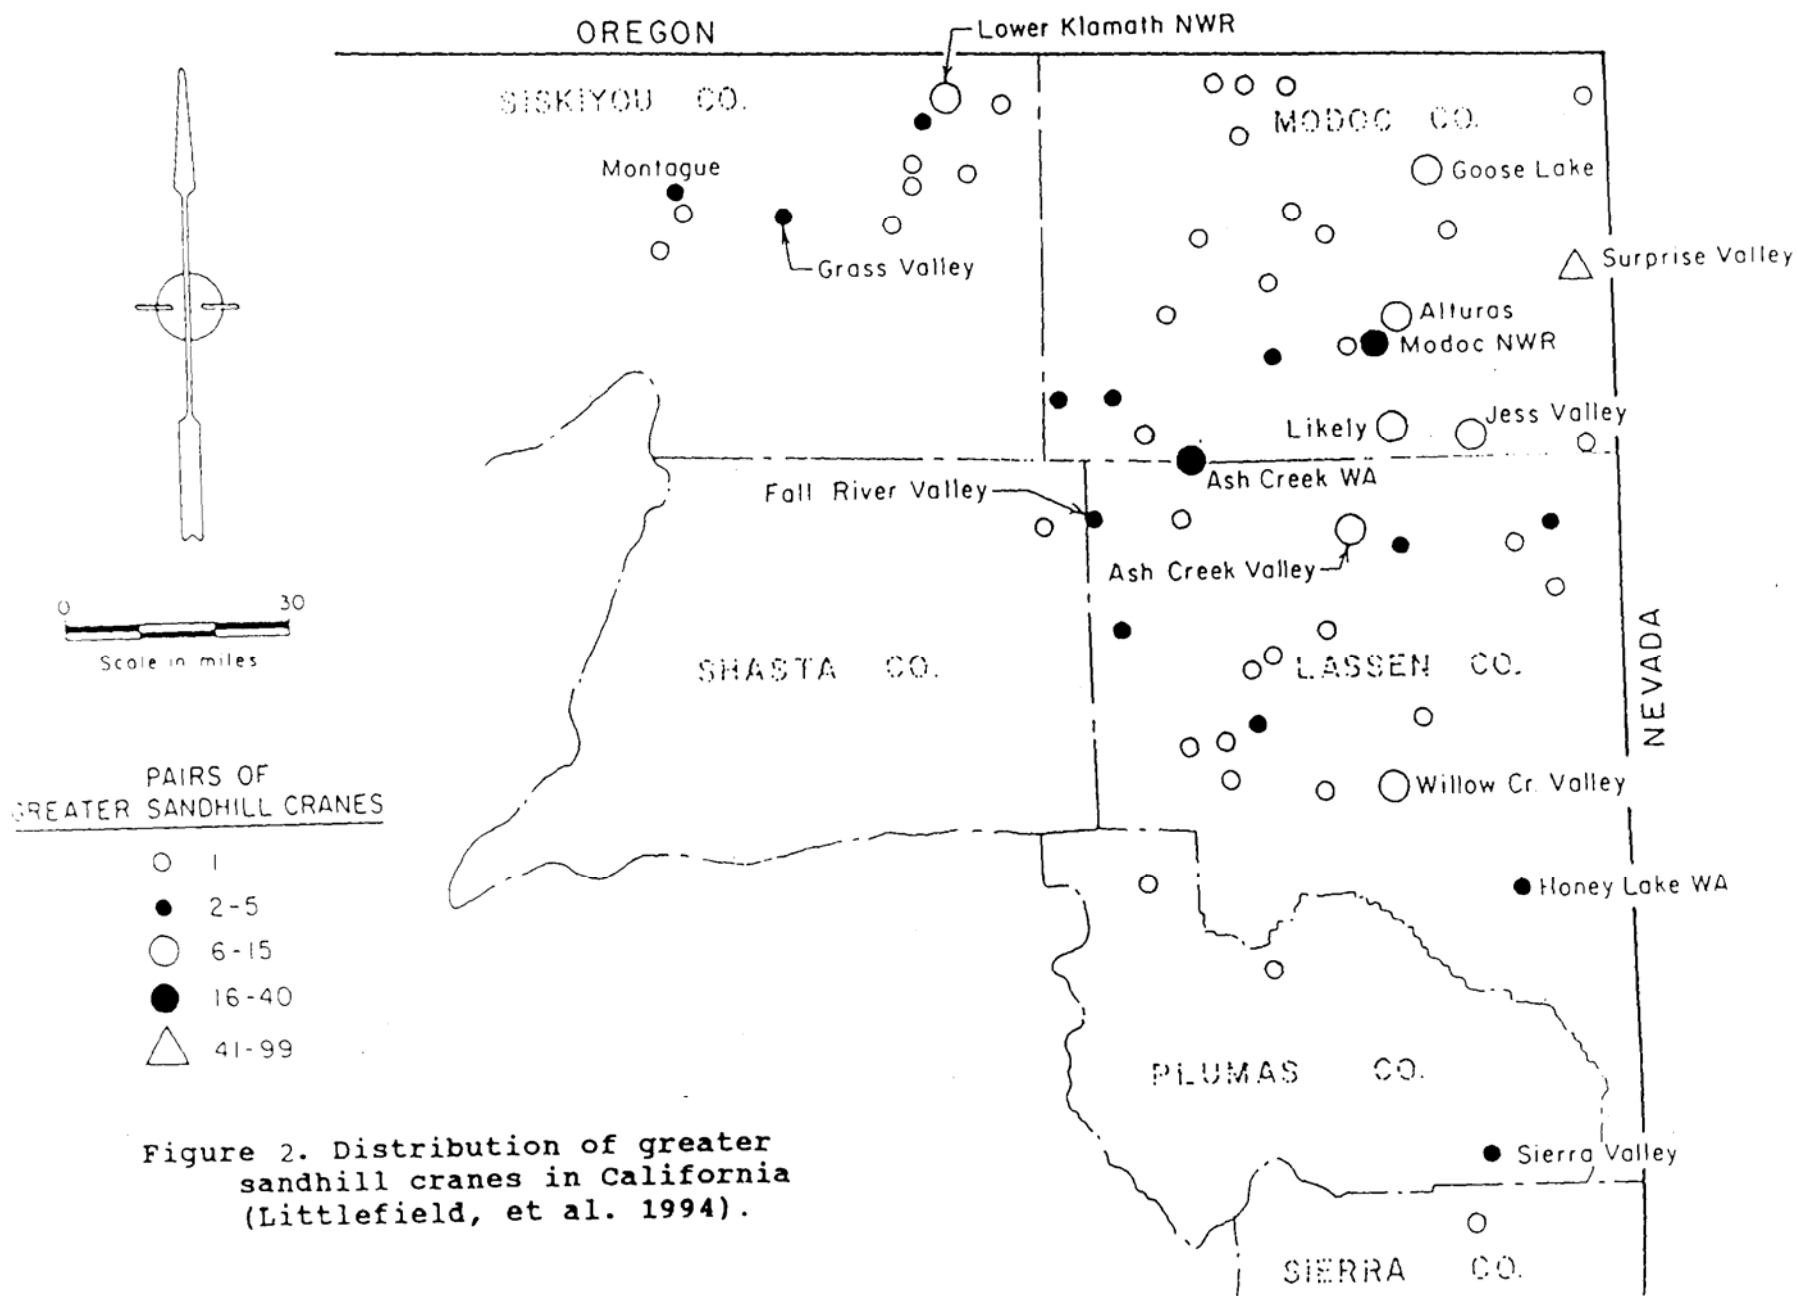 OREGON
Lower Klamath NWR
SISKIYOU CO.
MODOC CO.
Montague
Goose Lake
Grass Valley
Surprise Valley
Alturas
Modoc NWR
Likely
Jess Valley
Ash Creek WA
Fall River Valley
Ash Creek Valley
0 30
Scale in miles
SHASTA CO.
LASSEN CO.
NEVADA
Willow Cr. Valley
PAIRS OF
GREATER SANDHILL CRANES
1
2-5
6-15
16-40
41-99
Honey Lake WA
PLUMAS CO.
Sierra Valley
SIERRA CO.
Figure 2. Distribution of greater
sandhill cranes in California
(Littlefield, et al. 1994).